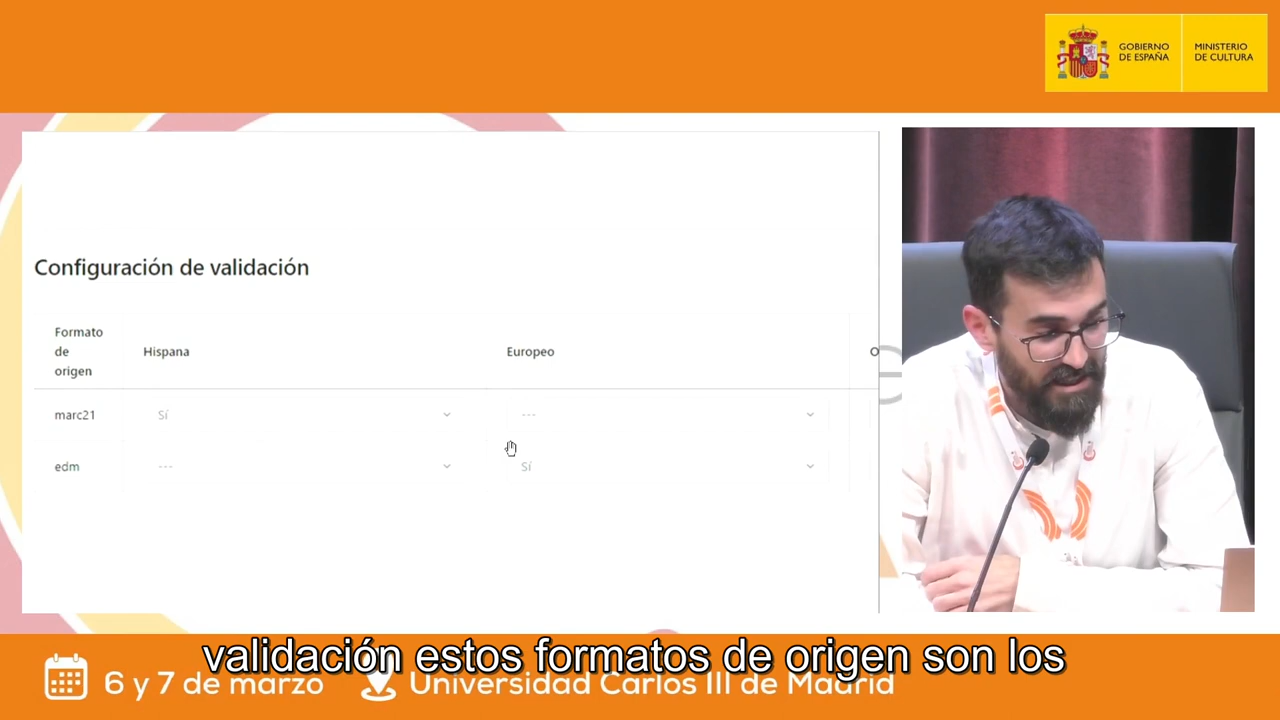 GOBIERNO
DE ESPAÑA
MINISTERIO
DE CULTURA
Configuración de validación
Formato
de
origen
Hispana
Europeo
O
marc21
Sí
---
edm
---
Sí
validación estos formatos de origen son los
6 y 7 de marzo
Universidad Carlos III de Madrid